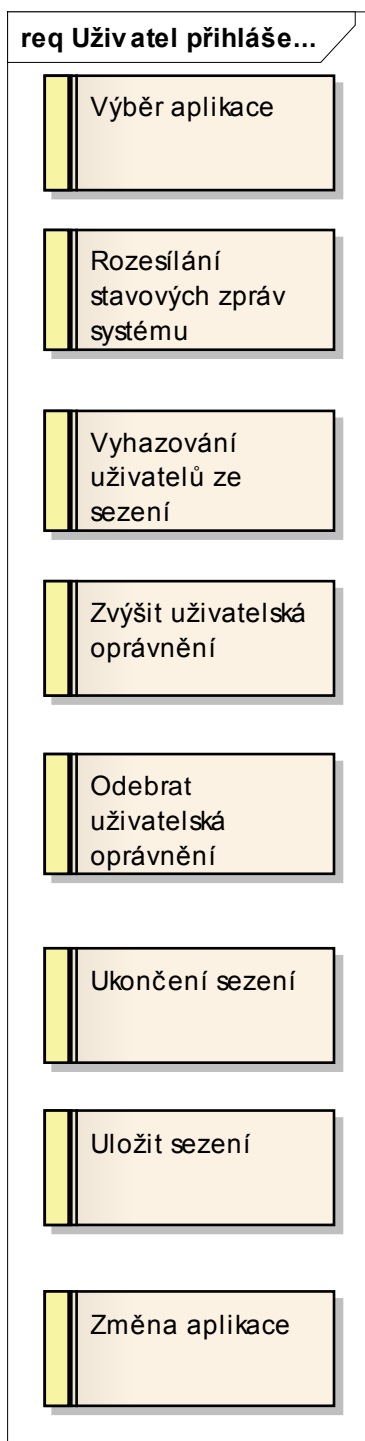 req Uživatel přihláše...
Výběr aplikace
Rozesílání
stavových zpráv
systému
Vyhazování
uživatelů ze
sezení
Zvýšit uživatelská
oprávnění
Odebrat
uživatelská
oprávnění
Ukončení sezení
Uložit sezení
Změna aplikace